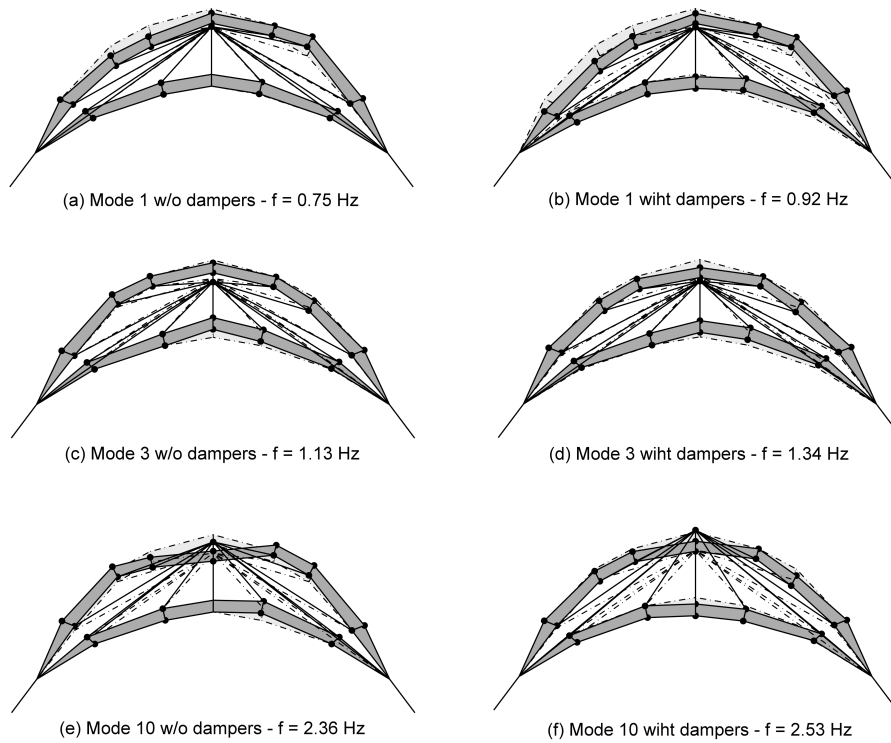 (a) Mode 1 w/o dampers - f = 0.75 Hz
(b) Mode 1 wiht dampers - f = 0.92 Hz
(c) Mode 3 w/o dampers - f = 1.13 Hz
(d) Mode 3 wiht dampers - f = 1.34 Hz
(e) Mode 10 w/o dampers - f = 2.36 Hz
(f) Mode 10 wiht dampers - f = 2.53 Hz